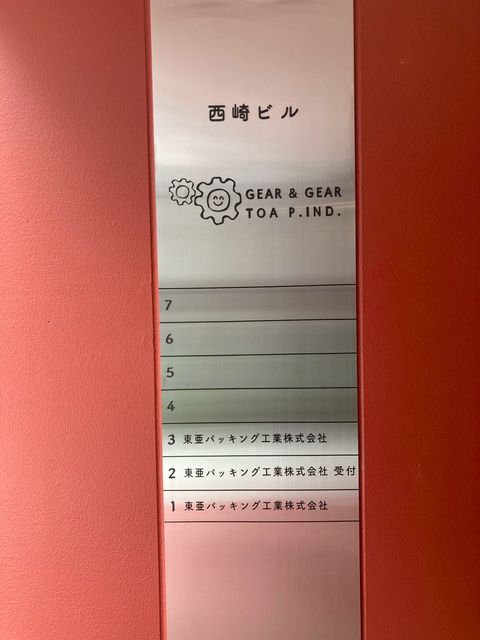 西崎ビル
GEAR & GEAR
TOA P.IND.
7
6
5
4
3 東亜パッキング工業株式会社
2 東亜パッキング工業株式会社 受付
1 東亜パッキング工業株式会社